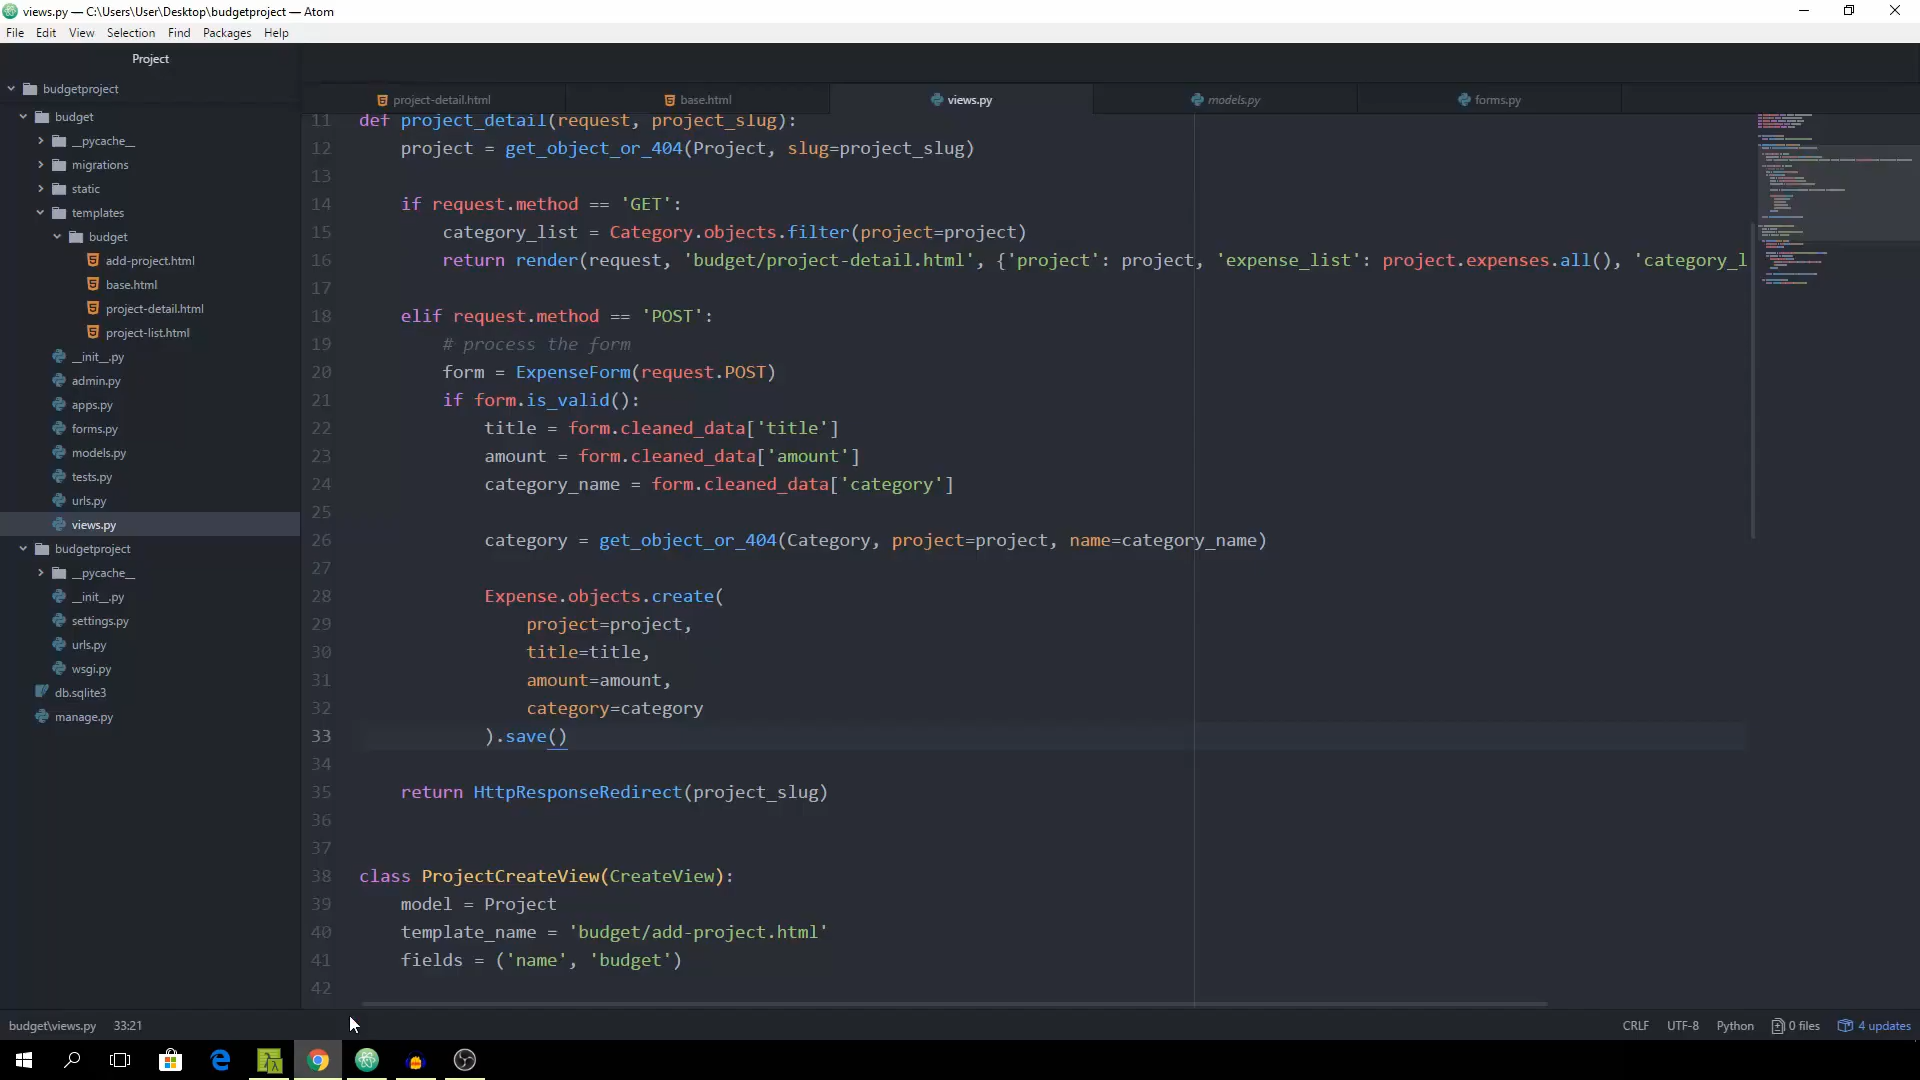 views.py — C:\Users\User\Desktop\budgetproject — Atom
File Edit View Selection Find Packages Help
Project
budgetproject
budget
__pycache__
migrations
static
templates
budget
add-project.html
base.html
project-detail.html
project-list.html
__init__.py
admin.py
apps.py
forms.py
models.py
tests.py
urls.py
views.py
budgetproject
__pycache__
__init__.py
settings.py
urls.py
wsgi.py
db.sqlite3
manage.py
project-detail.html base.html views.py models.py forms.py
11 def project_detail(request, project_slug):
12 project = get_object_or_404(Project, slug=project_slug)
13
14 if request.method == 'GET':
15 category_list = Category.objects.filter(project=project)
16 return render(request, 'budget/project-detail.html', {'project': project, 'expense_list': project.expenses.all(), 'category_l
17
18 elif request.method == 'POST':
19 # process the form
20 form = ExpenseForm(request.POST)
21 if form.is_valid():
22 title = form.cleaned_data['title']
23 amount = form.cleaned_data['amount']
24 category_name = form.cleaned_data['category']
25
26 category = get_object_or_404(Category, project=project, name=category_name)
27
28 Expense.objects.create(
29 project=project,
30 title=title,
31 amount=amount,
32 category=category
33 ).save()
34
35 return HttpResponseRedirect(project_slug)
36
37
38 class ProjectCreateView(CreateView):
39 model = Project
40 template_name = 'budget/add-project.html'
41 fields = ('name', 'budget')
42
budget\views.py 33:21 CRLF UTF-8 Python 0 files 4 updates